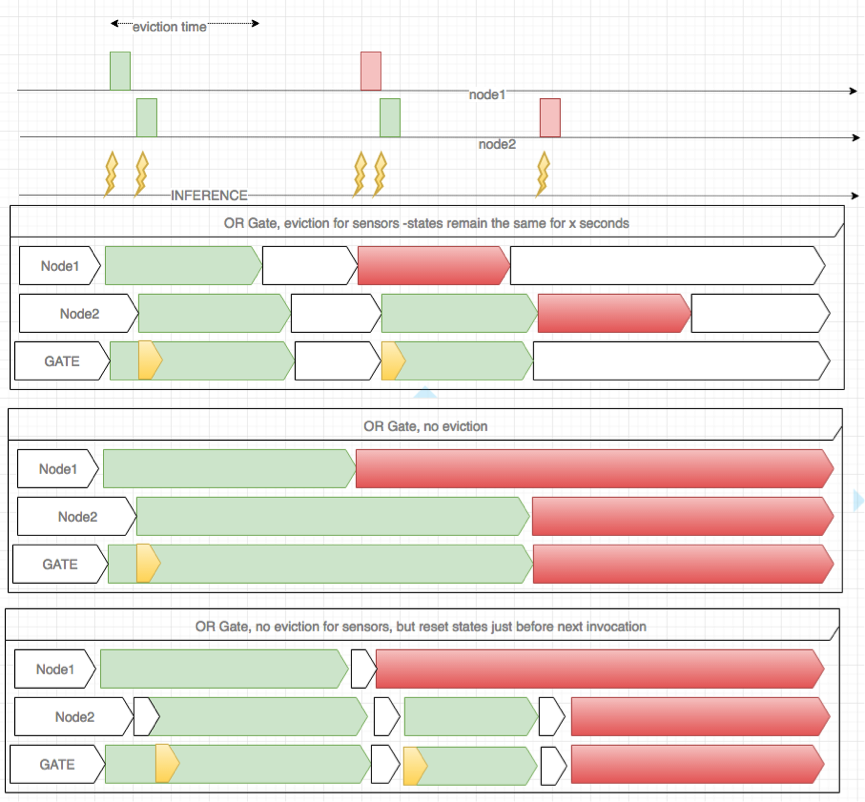 eviction time
node1
node2
INFERENCE
OR Gate, eviction for sensors -states remain the same for x seconds
Node1
Node2
GATE
OR Gate, no eviction
Node1
Node2
GATE
OR Gate, no eviction for sensors, but reset states just before next invocation
Node1
Node2
GATE